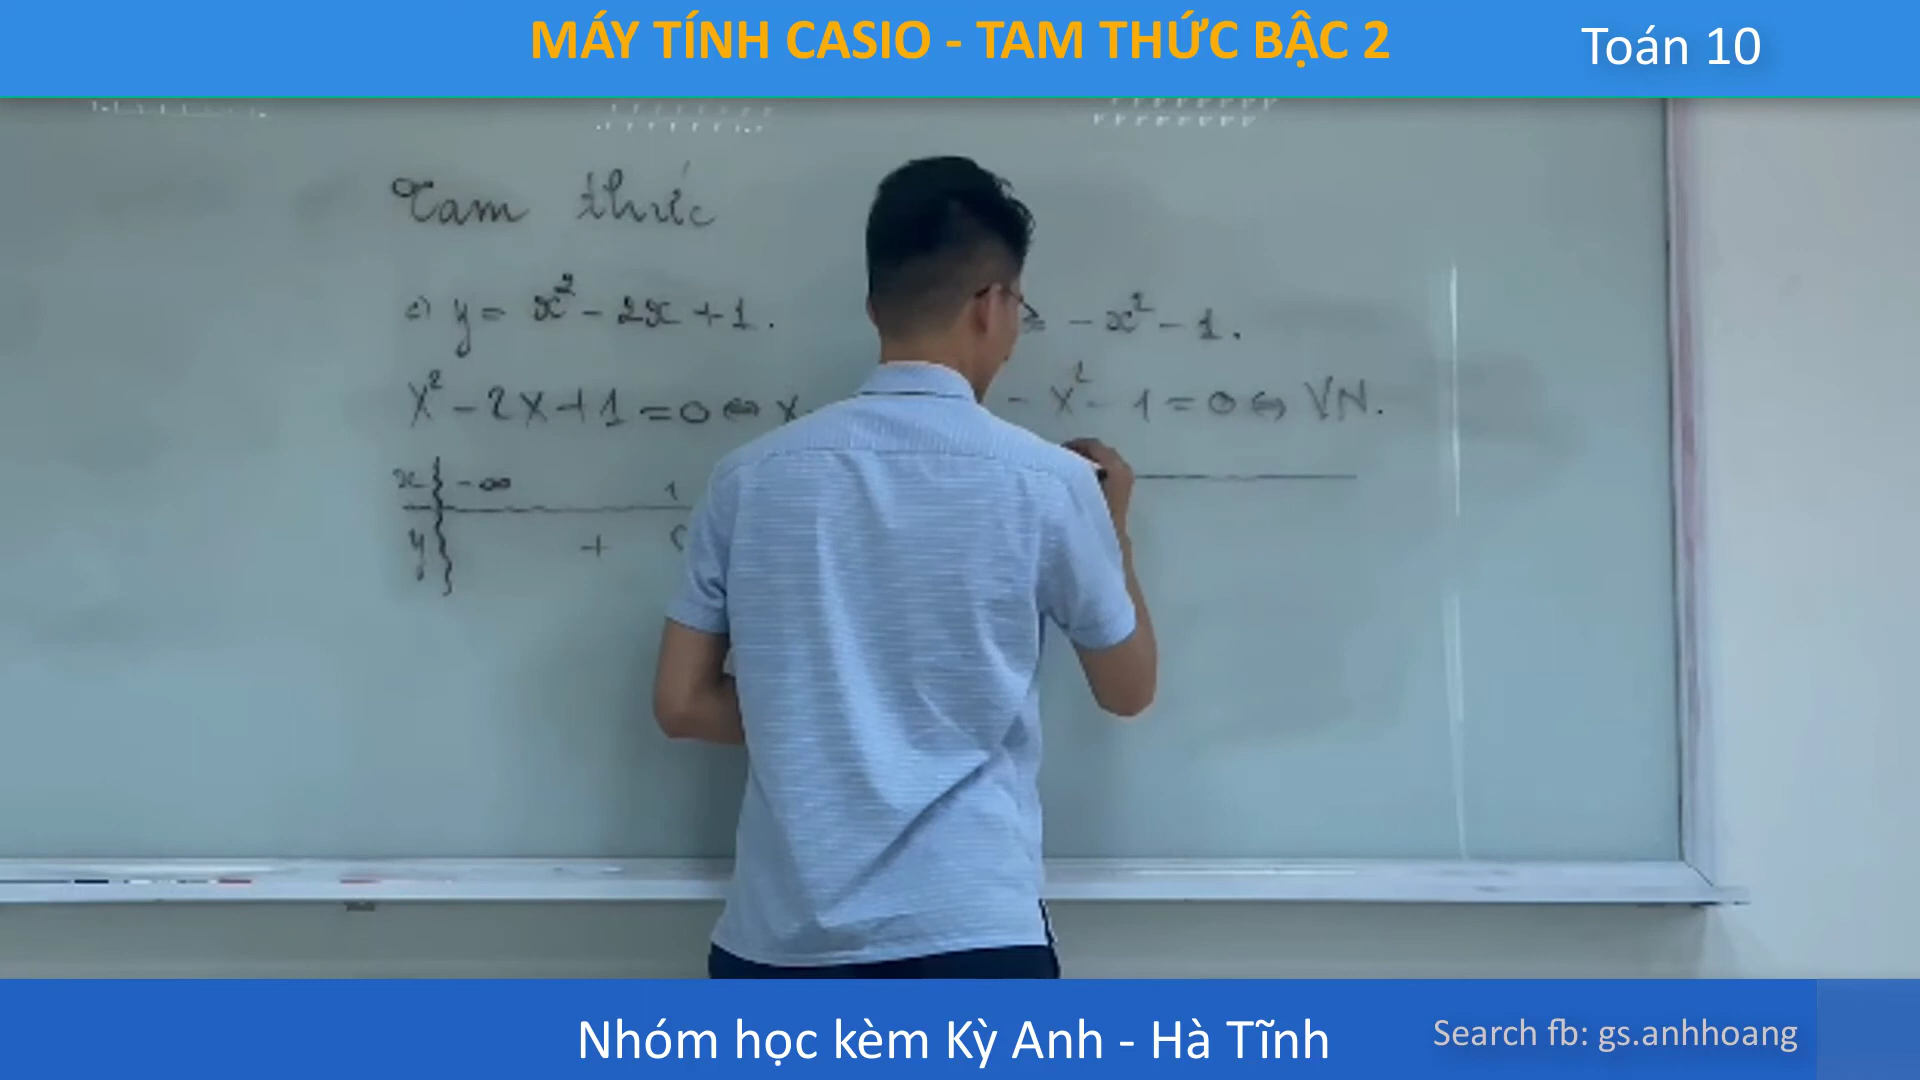 MÁY TÍNH CASIO - TAM THỨC BẬC 2
Toán 10
Tam thức
c) y = x² - 2x + 1.
= -x² - 1.
x² - 2x + 1 = 0 ⇔ x
- x² - 1 = 0 ⇔ VN.
x -∞ 1
y +
Nhóm học kèm Kỳ Anh - Hà Tĩnh
Search fb: gs.anhhoang